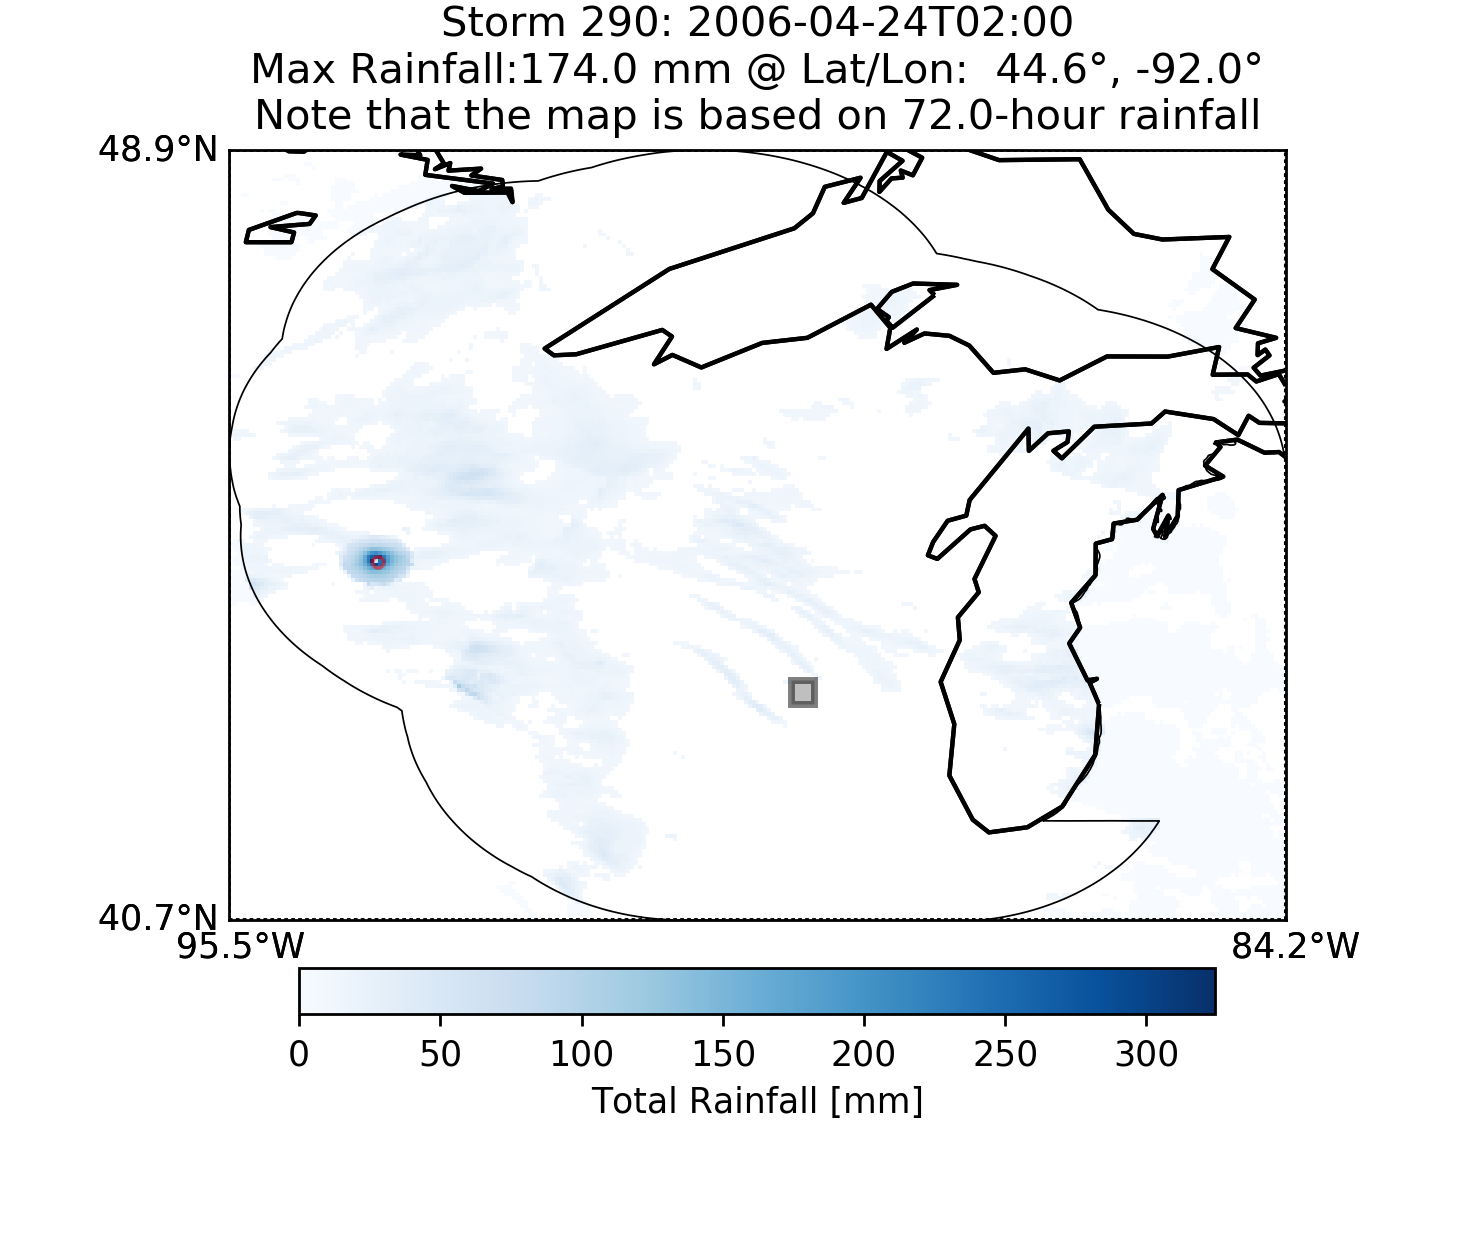 Storm 290: 2006-04-24T02:00
Max Rainfall:174.0 mm @ Lat/Lon:  44.6°, -92.0°
Note that the map is based on 72.0-hour rainfall
48.9°N
40.7°N
95.5°W 84.2°W
0 50 100 150 200 250 300
Total Rainfall [mm]